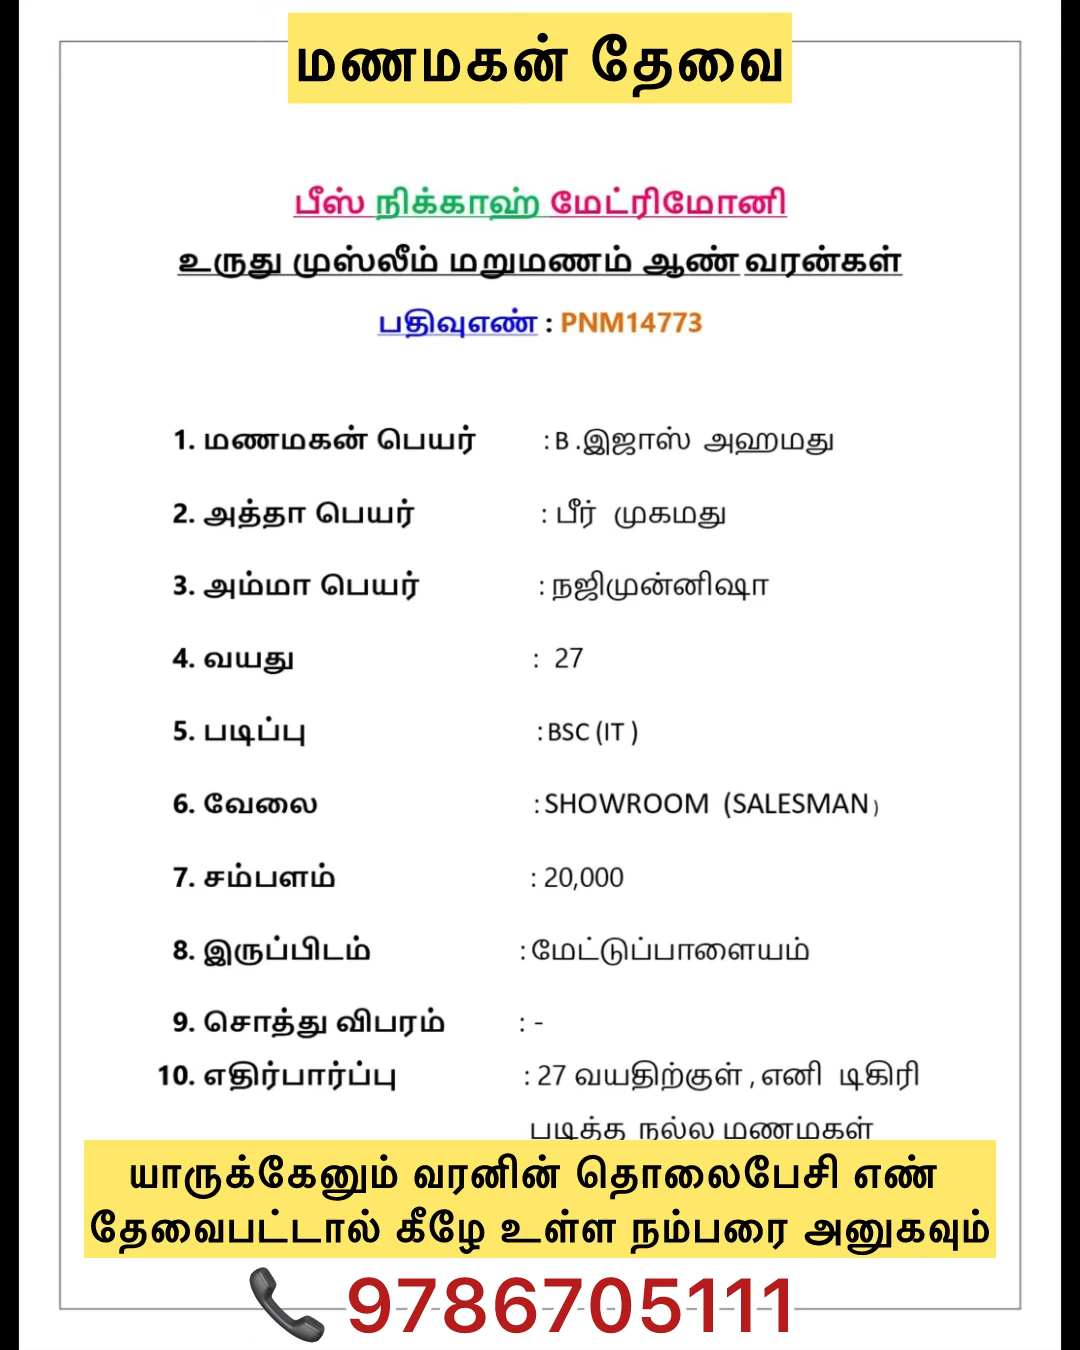 மணமகன் தேவை
பீஸ் நிக்காஹ் மேட்ரிமோனி
உருது முஸ்லீம் மறுமணம் ஆண் வரன்கள்
பதிவுஎண் : PNM14773
1. மணமகன் பெயர் : B .இஜாஸ் அஹமது
2. அத்தா பெயர் : பீர் முகமது
3. அம்மா பெயர் : நஜிமுன்னிஷா
4. வயது : 27
5. படிப்பு : BSC (IT )
6. வேலை : SHOWROOM (SALESMAN )
7. சம்பளம் : 20,000
8. இருப்பிடம் : மேட்டுப்பாளையம்
9. சொத்து விபரம் : -
10. எதிர்பார்ப்பு : 27 வயதிற்குள் , எனி டிகிரி
படித்த நல்ல மணமகள்
யாருக்கேனும் வரனின் தொலைபேசி எண்
தேவைபட்டால் கீழே உள்ள நம்பரை அனுகவும்
9786705111